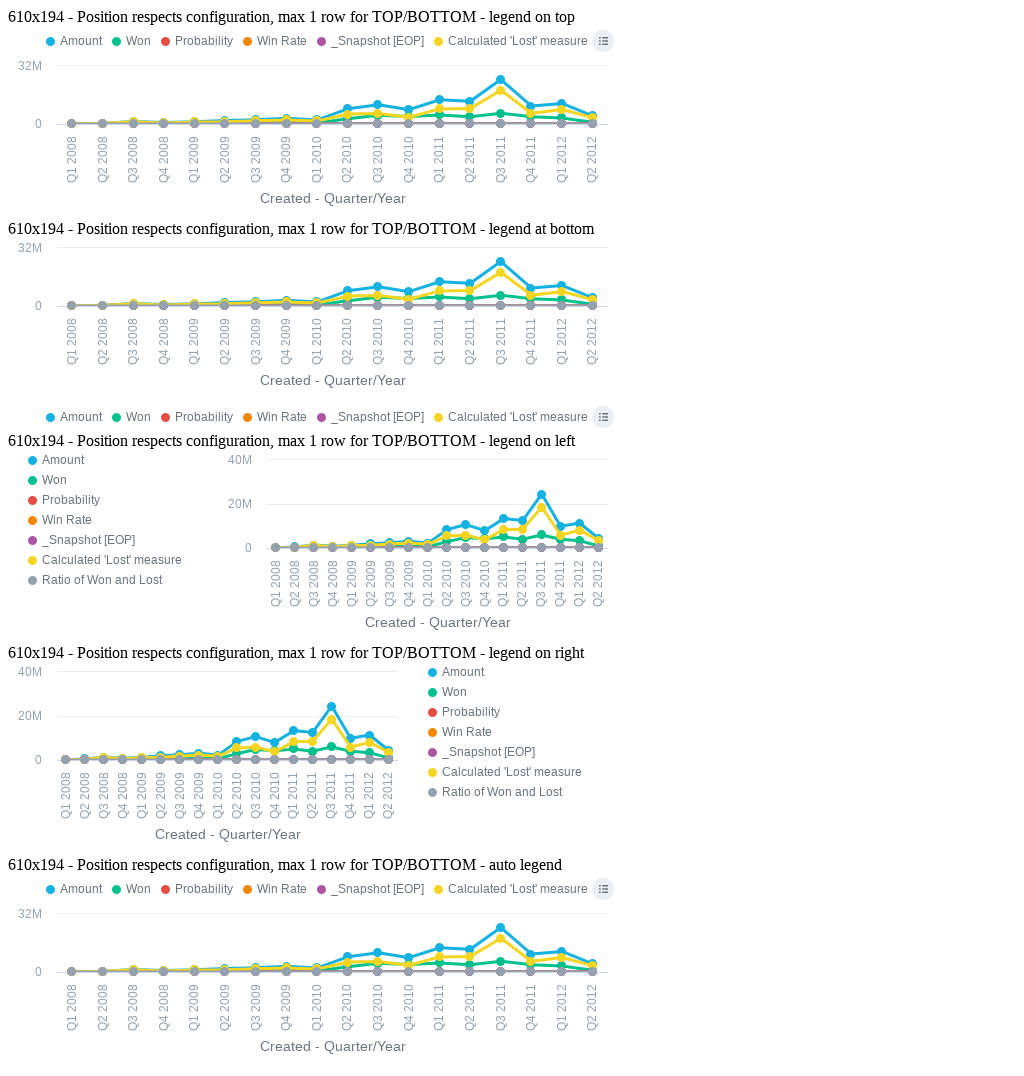 610x194 - Position respects configuration, max 1 row for TOP/BOTTOM - legend on top
Amount Won Probability Win Rate _Snapshot [EOP] Calculated 'Lost' measure
32M
0
Q1 2008 Q2 2008 Q3 2008 Q4 2008 Q1 2009 Q2 2009 Q3 2009 Q4 2009 Q1 2010 Q2 2010 Q3 2010 Q4 2010 Q1 2011 Q2 2011 Q3 2011 Q4 2011 Q1 2012 Q2 2012
Created - Quarter/Year
610x194 - Position respects configuration, max 1 row for TOP/BOTTOM - legend at bottom
32M
0
Q1 2008 Q2 2008 Q3 2008 Q4 2008 Q1 2009 Q2 2009 Q3 2009 Q4 2009 Q1 2010 Q2 2010 Q3 2010 Q4 2010 Q1 2011 Q2 2011 Q3 2011 Q4 2011 Q1 2012 Q2 2012
Created - Quarter/Year
Amount Won Probability Win Rate _Snapshot [EOP] Calculated 'Lost' measure
610x194 - Position respects configuration, max 1 row for TOP/BOTTOM - legend on left
Amount
Won
Probability
Win Rate
_Snapshot [EOP]
Calculated 'Lost' measure
Ratio of Won and Lost
40M
20M
0
Q1 2008 Q2 2008 Q3 2008 Q4 2008 Q1 2009 Q2 2009 Q3 2009 Q4 2009 Q1 2010 Q2 2010 Q3 2010 Q4 2010 Q1 2011 Q2 2011 Q3 2011 Q4 2011 Q1 2012 Q2 2012
Created - Quarter/Year
610x194 - Position respects configuration, max 1 row for TOP/BOTTOM - legend on right
40M
20M
0
Q1 2008 Q2 2008 Q3 2008 Q4 2008 Q1 2009 Q2 2009 Q3 2009 Q4 2009 Q1 2010 Q2 2010 Q3 2010 Q4 2010 Q1 2011 Q2 2011 Q3 2011 Q4 2011 Q1 2012 Q2 2012
Created - Quarter/Year
Amount
Won
Probability
Win Rate
_Snapshot [EOP]
Calculated 'Lost' measure
Ratio of Won and Lost
610x194 - Position respects configuration, max 1 row for TOP/BOTTOM - auto legend
Amount Won Probability Win Rate _Snapshot [EOP] Calculated 'Lost' measure
32M
0
Q1 2008 Q2 2008 Q3 2008 Q4 2008 Q1 2009 Q2 2009 Q3 2009 Q4 2009 Q1 2010 Q2 2010 Q3 2010 Q4 2010 Q1 2011 Q2 2011 Q3 2011 Q4 2011 Q1 2012 Q2 2012
Created - Quarter/Year